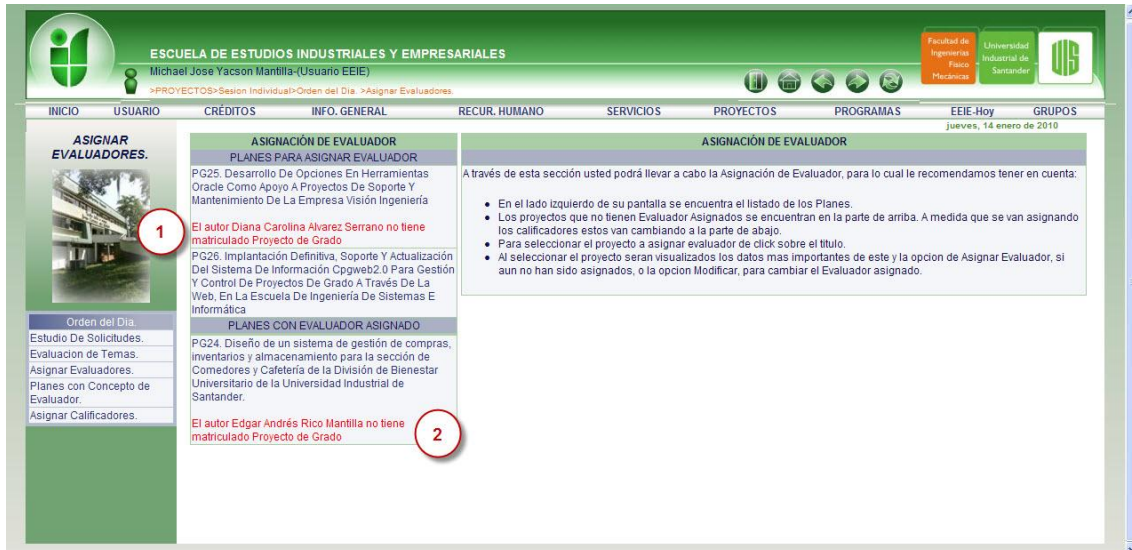 ESCUELA DE ESTUDIOS INDUSTRIALES Y EMPRESARIALES
Michael Jose Yacson Mantilla-(Usuario EEIE)
>PROYECTOS>Sesion Individual>Orden del Dia. >Asignar Evaluadores.
Facultad de
Ingenierías
Físico
Mecánicas
Universidad
Industrial de
Santander
UIS
INICIO USUARIO CRÉDITOS INFO. GENERAL RECUR. HUMANO SERVICIOS PROYECTOS PROGRAMAS EEIE-Hoy GRUPOS
jueves, 14 enero de 2010
ASIGNAR
EVALUADORES.
Orden del Dia.
Estudio De Solicitudes.
Evaluacion de Temas.
Asignar Evaluadores.
Planes con Concepto de
Evaluador.
Asignar Calificadores.
ASIGNACIÓN DE EVALUADOR
PLANES PARA ASIGNAR EVALUADOR
PG25. Desarrollo De Opciones En Herramientas
Oracle Como Apoyo A Proyectos De Soporte Y
Mantenimiento De La Empresa Visión Ingeniería
El autor Diana Carolina Alvarez Serrano no tiene
matriculado Proyecto de Grado
1
PG26. Implantación Definitiva, Soporte Y Actualización
Del Sistema De Información Cpgweb2.0 Para Gestión
Y Control De Proyectos De Grado A Través De La
Web, En La Escuela De Ingeniería De Sistemas E
Informática
PLANES CON EVALUADOR ASIGNADO
PG24. Diseño de un sistema de gestión de compras,
inventarios y almacenamiento para la sección de
Comedores y Cafetería de la División de Bienestar
Universitario de la Universidad Industrial de
Santander.
El autor Edgar Andrés Rico Mantilla no tiene
matriculado Proyecto de Grado
2
ASIGNACIÒN DE EVALUADOR
A través de esta sección usted podrá llevar a cabo la Asignación de Evaluador, para lo cual le recomendamos tener en cuenta:
• En el lado izquierdo de su pantalla se encuentra el listado de los Planes.
• Los proyectos que no tienen Evaluador Asignados se encuentran en la parte de arriba. A medida que se van asignando
los calificadores estos van cambiando a la parte de abajo.
• Para seleccionar el proyecto a asignar evaluador de click sobre el titulo.
• Al seleccionar el proyecto seran visualizados los datos mas importantes de este y la opcion de Asignar Evaluador, si
aun no han sido asignados, o la opcion Modificar, para cambiar el Evaluador asignado.